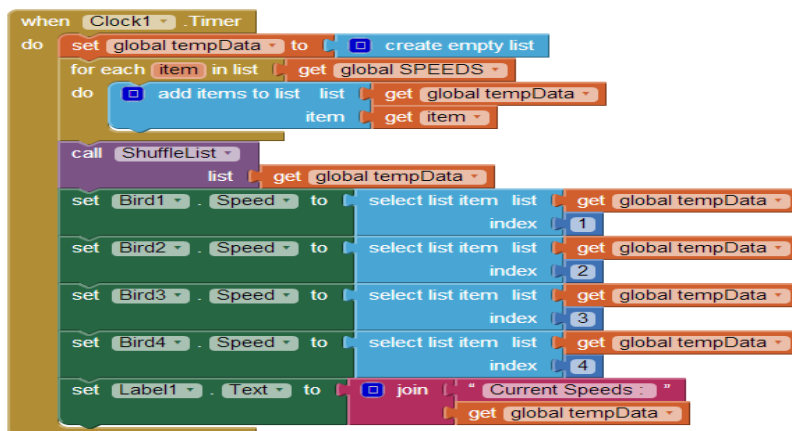 when Clock1 .Timer
do set global tempData to create empty list
for each item in list get global SPEEDS
do add items to list list get global tempData
item get item
call ShuffleList
list get global tempData
set Bird1 . Speed to select list item list get global tempData
index 1
set Bird2 . Speed to select list item list get global tempData
index 2
set Bird3 . Speed to select list item list get global tempData
index 3
set Bird4 . Speed to select list item list get global tempData
index 4
set Label1 . Text to join " Current Speeds : "
get global tempData